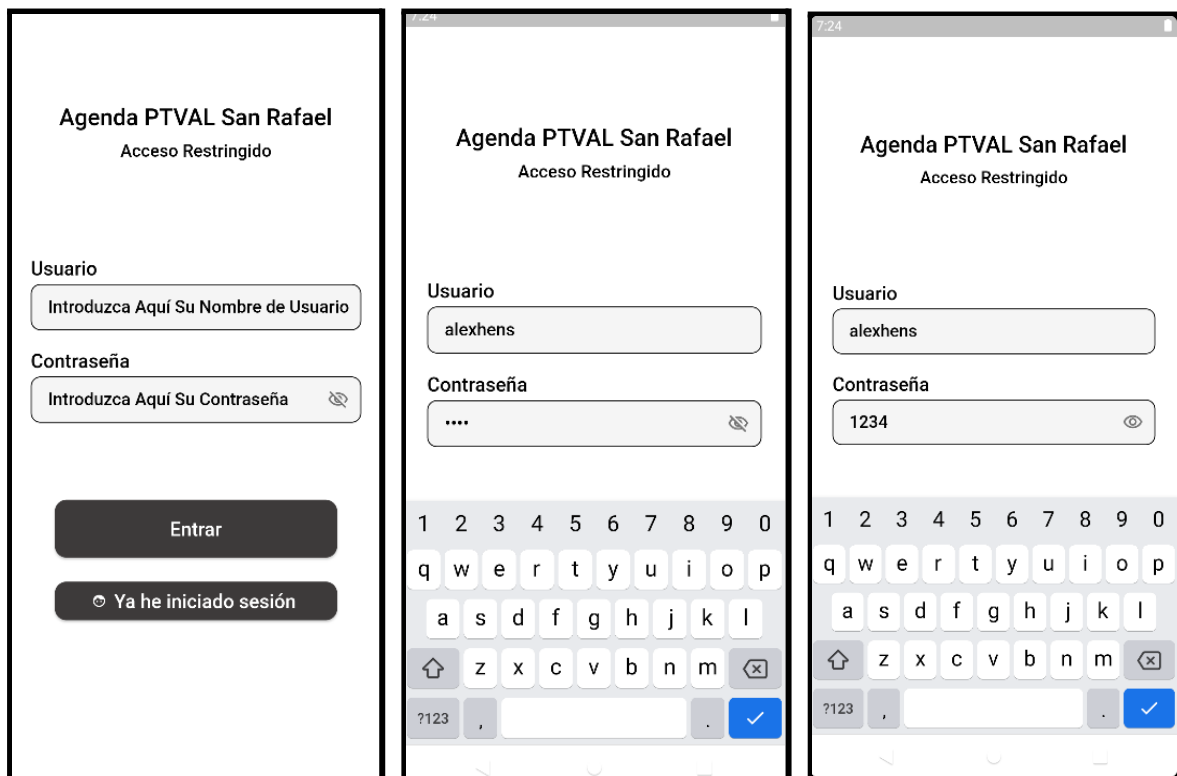 Agenda PTVAL San Rafael
Acceso Restringido
Usuario
Introduzca Aquí Su Nombre de Usuario
Contraseña
Introduzca Aquí Su Contraseña
Entrar
Ya he iniciado sesión
7:24
Agenda PTVAL San Rafael
Acceso Restringido
Usuario
alexhens
Contraseña
••••
1 2 3 4 5 6 7 8 9 0
q w e r t y u i o p
a s d f g h j k l
z x c v b n m
?123 , .
7:24
Agenda PTVAL San Rafael
Acceso Restringido
Usuario
alexhens
Contraseña
1234
1 2 3 4 5 6 7 8 9 0
q w e r t y u i o p
a s d f g h j k l
z x c v b n m
?123 , .